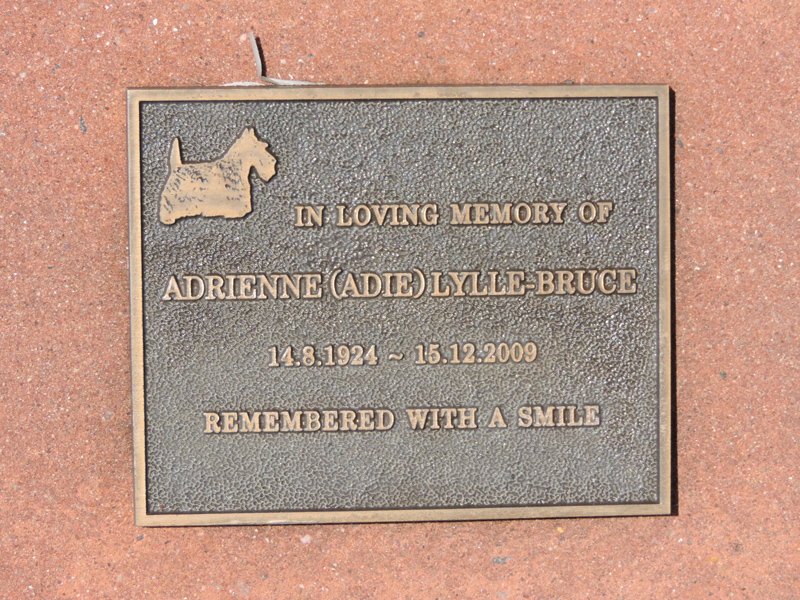 IN LOVING MEMORY OF
ADRIENNE (ADIE) LYLLE-BRUCE
14.8.1924 ~ 15.12.2009
REMEMBERED WITH A SMILE